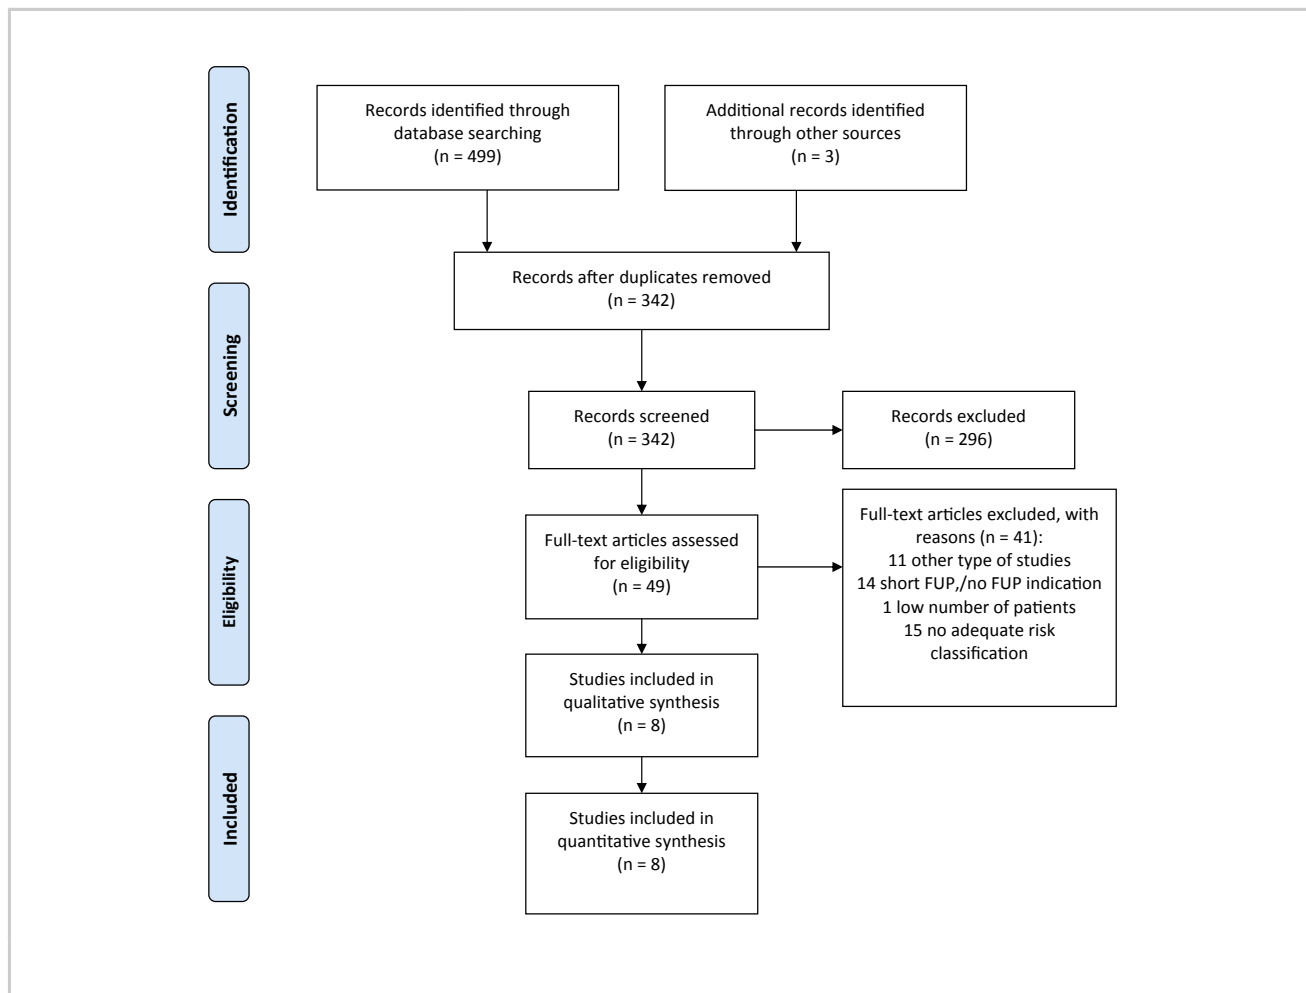 Identification
Records identified through
database searching
(n = 499)
Additional records identified
through other sources
(n = 3)
Records after duplicates removed
(n = 342)
Screening
Records screened
(n = 342)
Records excluded
(n = 296)
Eligibility
Full-text articles assessed
for eligibility
(n = 49)
Full-text articles excluded, with
reasons (n = 41):
11 other type of studies
14 short FUP,/no FUP indication
1 low number of patients
15 no adequate risk
classification
Studies included in
qualitative synthesis
(n = 8)
Included
Studies included in
quantitative synthesis
(n = 8)